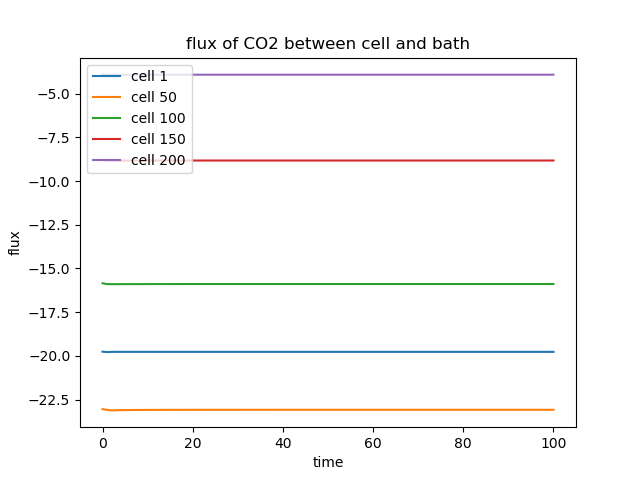 flux of CO2 between cell and bath
cell 1
cell 50
cell 100
cell 150
cell 200
−5.0
−7.5
−10.0
−12.5
−15.0
−17.5
−20.0
−22.5
flux
0
20
40
60
80
100
time